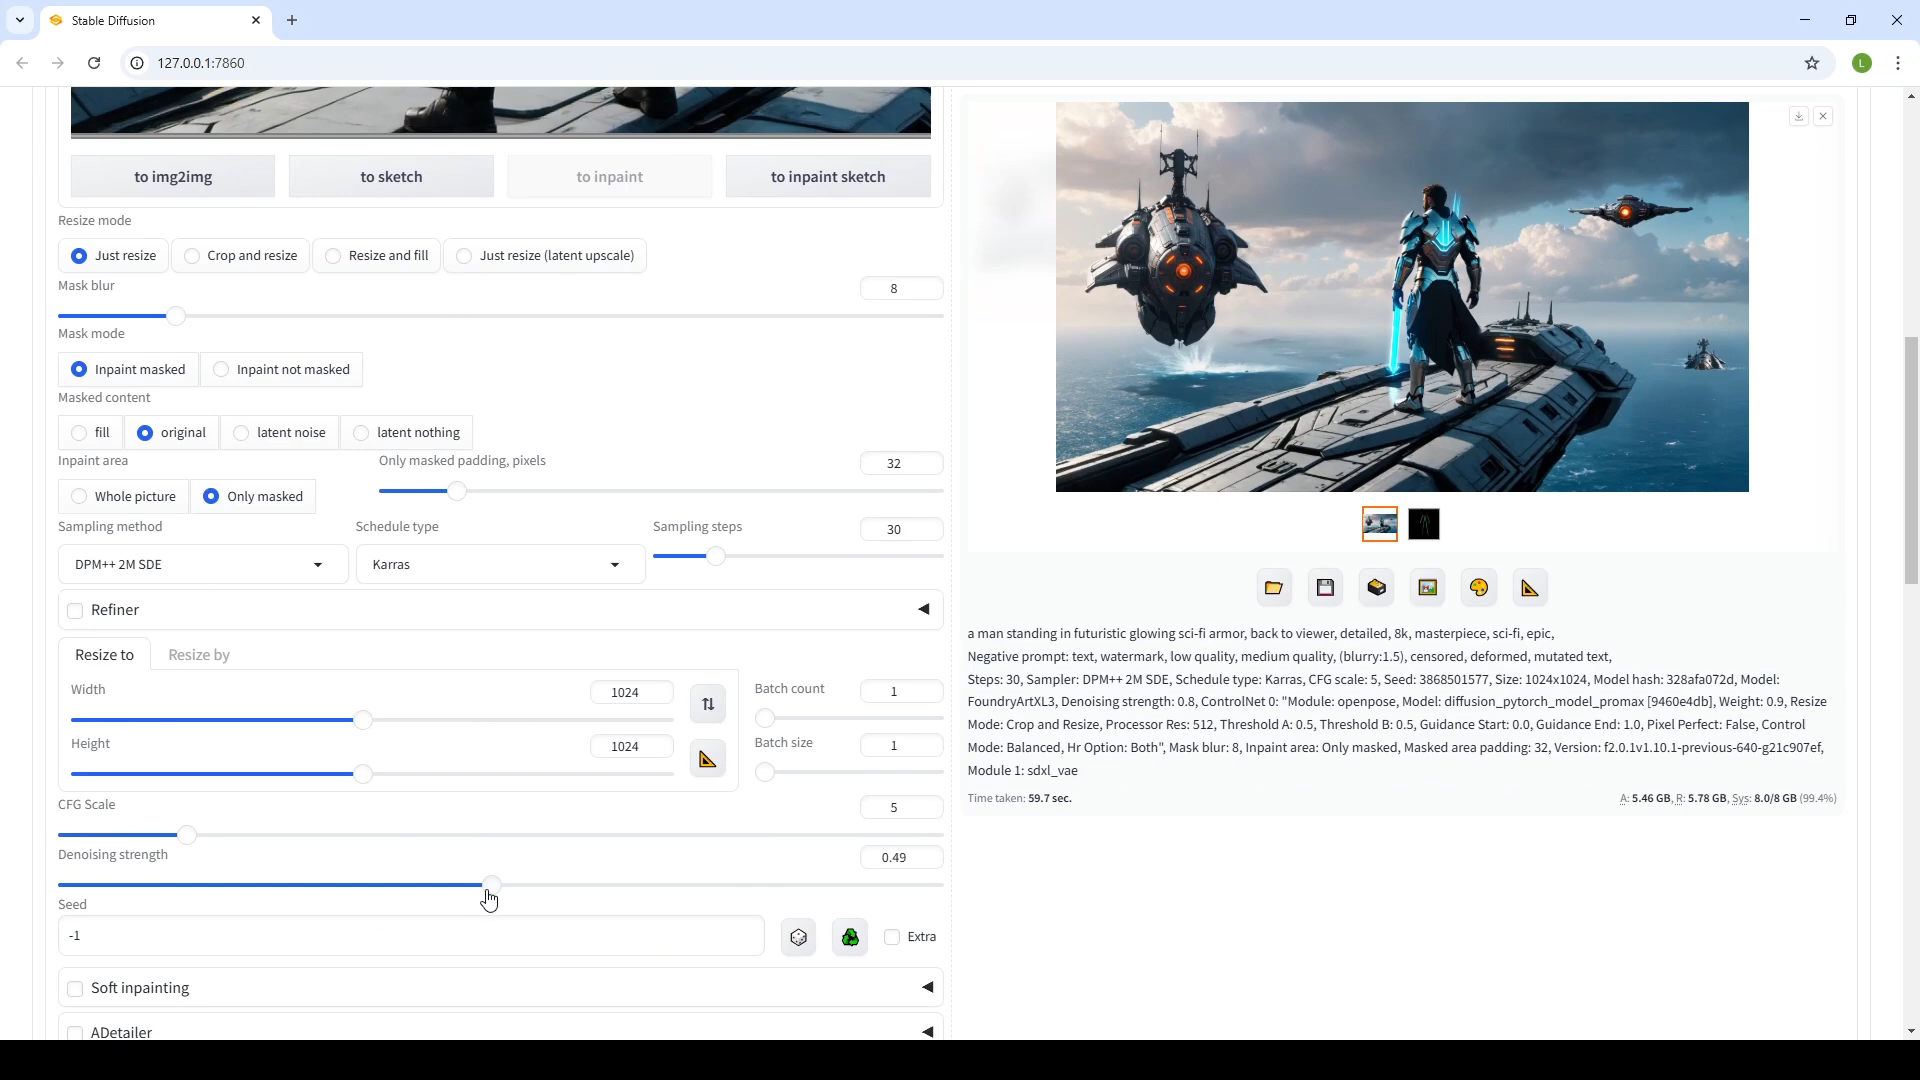 Stable Diffusion
127.0.0.1:7860
L
to img2img
to sketch
to inpaint
to inpaint sketch
Resize mode
Just resize
Crop and resize
Resize and fill
Just resize (latent upscale)
Mask blur
8
Mask mode
Inpaint masked
Inpaint not masked
Masked content
fill
original
latent noise
latent nothing
Inpaint area
Only masked padding, pixels
32
Whole picture
Only masked
Sampling method
Schedule type
Sampling steps
30
DPM++ 2M SDE
Karras
Refiner
Resize to
Resize by
Width
1024
Batch count
1
Height
1024
Batch size
1
CFG Scale
5
Denoising strength
0.49
Seed
-1
Extra
Soft inpainting
ADetailer
a man standing in futuristic glowing sci-fi armor, back to viewer, detailed, 8k, masterpiece, sci-fi, epic,
Negative prompt: text, watermark, low quality, medium quality, (blurry:1.5), censored, deformed, mutated text,
Steps: 30, Sampler: DPM++ 2M SDE, Schedule type: Karras, CFG scale: 5, Seed: 3868501577, Size: 1024x1024, Model hash: 328afa072d, Model:
FoundryArtXL3, Denoising strength: 0.8, ControlNet 0: "Module: openpose, Model: diffusion_pytorch_model_promax [9460e4db], Weight: 0.9, Resize
Mode: Crop and Resize, Processor Res: 512, Threshold A: 0.5, Threshold B: 0.5, Guidance Start: 0.0, Guidance End: 1.0, Pixel Perfect: False, Control
Mode: Balanced, Hr Option: Both", Mask blur: 8, Inpaint area: Only masked, Masked area padding: 32, Version: f2.0.1v1.10.1-previous-640-g21c907ef,
Module 1: sdxl_vae
Time taken: 59.7 sec.
A: 5.46 GB, R: 5.78 GB, Sys: 8.0/8 GB (99.4%)